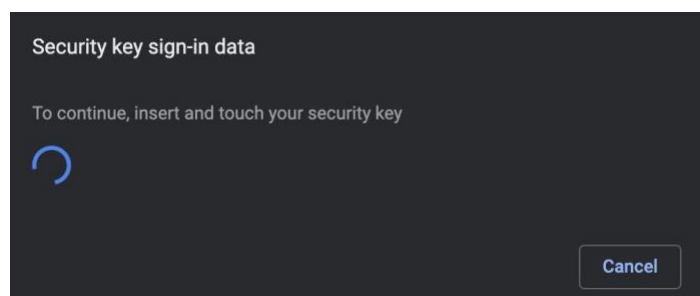 Security key sign-in data
To continue, insert and touch your security key
Cancel